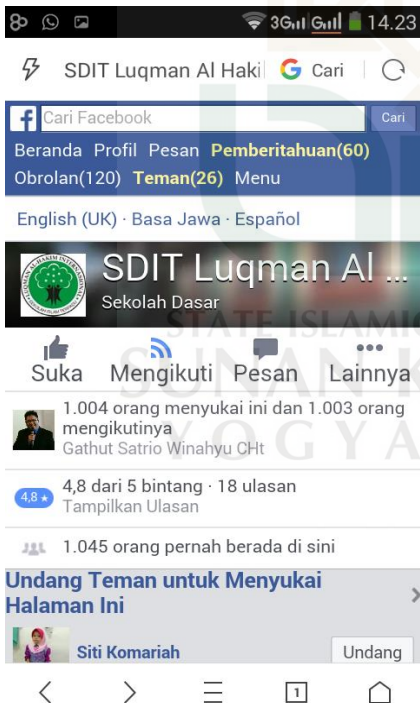 3G G 14.23
SDIT Luqman Al Haki G Cari
f Cari Facebook Cari
Beranda Profil Pesan Pemberitahuan(60)
Obrolan(120) Teman(26) Menu
English (UK) · Basa Jawa · Español
SDIT Luqman Al ...
Sekolah Dasar
STATE ISLAMIC
SUNAN K
YOGYA
Suka Mengikuti Pesan Lainnya
1.004 orang menyukai ini dan 1.003 orang
mengikutinya
Gathut Satrio Winahyu CHt
4,8 ★ 4,8 dari 5 bintang · 18 ulasan
Tampilkan Ulasan
1.045 orang pernah berada di sini
Undang Teman untuk Menyukai
Halaman Ini
Siti Komariah Undang
1